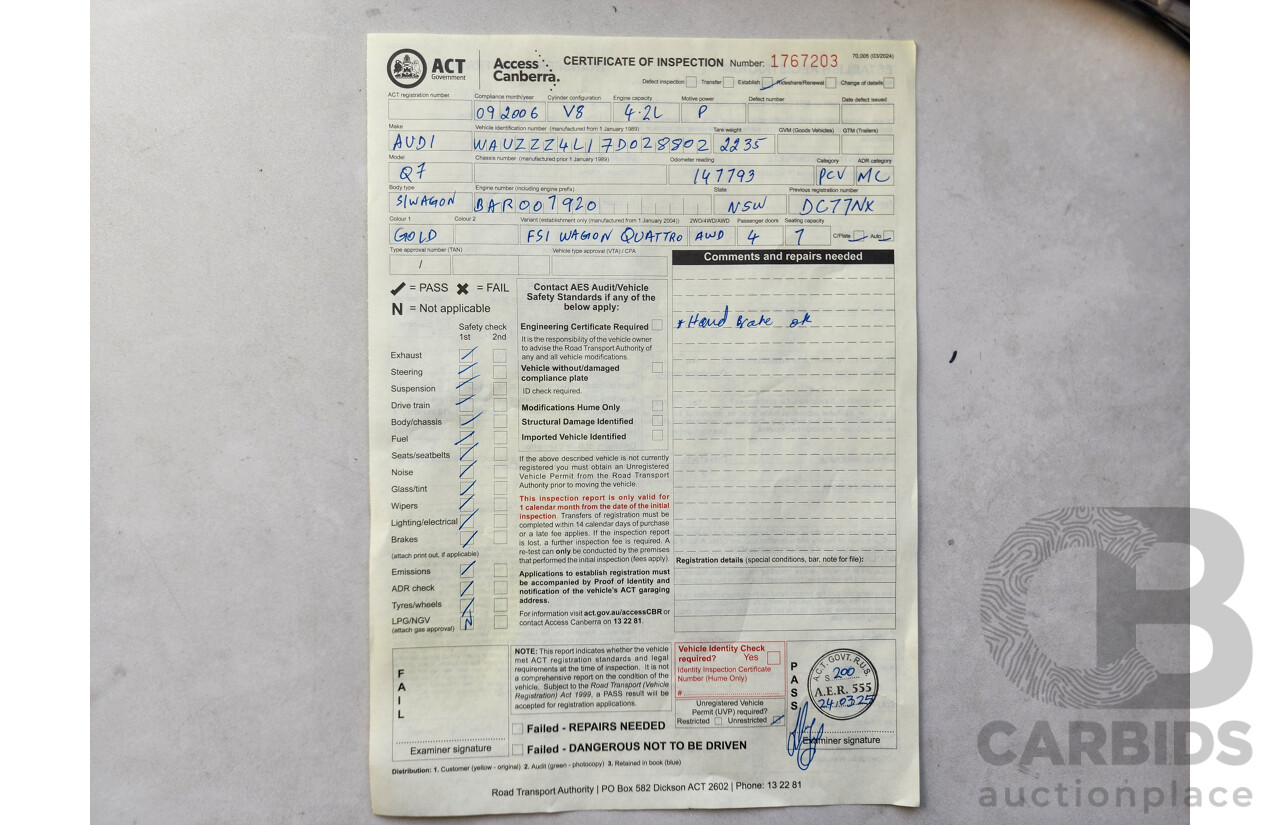 ACT Government
Access Canberra.
CERTIFICATE OF INSPECTION Number: 1767203
70.005 (03/2024)
Defect inspection Transfer Establish Rideshare/Renewal Change of details
ACT registration number Compliance month/year Cylinder configuration Engine capacity Motive power Defect number Date defect issued
09 2006 V8 4.2L P
Make Vehicle identification number (manufactured from 1 January 1989) Tare weight GVM (Goods Vehicles) GTM (Trailers)
AUDI WAUZZZ4L17D028802 2235
Model Chassis number (manufactured prior 1 January 1989) Odometer reading Category ADR category
Q7 147793 PCV MC
Body type Engine number (including engine prefix) State Previous registration number
S/WAGON BAR007920 NSW DC77NX
Colour 1 Colour 2 Variant (establishment only (manufactured from 1 January 2004)) 2WD/4WD/AWD Passenger doors Seating capacity
GOLD FSI WAGON QUATTRO AWD 4 7 C/Plate Auto
Type approval number (TAN) Vehicle type approval (VTA) / CPA
/
Comments and repairs needed
* Hand brake ok
✓ = PASS ✖ = FAIL
N = Not applicable
Safety check
1st 2nd
Exhaust
Steering
Suspension
Drive train
Body/chassis
Fuel
Seats/seatbelts
Noise
Glass/tint
Wipers
Lighting/electrical
Brakes
(attach print out, if applicable)
Emissions
ADR check
Tyres/wheels
LPG/NGV N
(attach gas approval)
Contact AES Audit/Vehicle
Safety Standards if any of the
below apply:
Engineering Certificate Required
It is the responsibility of the vehicle owner
to advise the Road Transport Authority of
any and all vehicle modifications.
Vehicle without/damaged
compliance plate
ID check required.
Modifications Hume Only
Structural Damage Identified
Imported Vehicle Identified
If the above described vehicle is not currently
registered you must obtain an Unregistered
Vehicle Permit from the Road Transport
Authority prior to moving the vehicle.
This inspection report is only valid for
1 calendar month from the date of the initial
inspection. Transfers of registration must be
completed within 14 calendar days of purchase
or a late fee applies. If the inspection report
is lost, a further inspection fee is required. A
re-test can only be conducted by the premises
that performed the initial inspection (fees apply).
Applications to establish registration must
be accompanied by Proof of Identity and
notification of the vehicle's ACT garaging
address.
For information visit act.gov.au/accessCBR or
contact Access Canberra on 13 22 81.
Registration details (special conditions, bar, note for file):
FAIL
Examiner signature
NOTE: This report indicates whether the vehicle
met ACT registration standards and legal
requirements at the time of inspection. It is not
a comprehensive report on the condition of the
vehicle. Subject to the Road Transport (Vehicle
Registration) Act 1999, a PASS result will be
accepted for registration applications.
Failed - REPAIRS NEEDED
Failed - DANGEROUS NOT TO BE DRIVEN
Vehicle Identity Check
required? Yes
Identity Inspection Certificate
Number (Hume Only)
#
Unregistered Vehicle
Permit (UVP) required?
Restricted Unrestricted
PASS
A.C.T. GOVT. R.U.S.
S 200
A.E.R. 555
24.03.25
Examiner signature
Distribution: 1. Customer (yellow - original) 2. Audit (green - photocopy) 3. Retained in book (blue)
Road Transport Authority | PO Box 582 Dickson ACT 2602 | Phone: 13 22 81
CB
CARBIDS
auctionplace